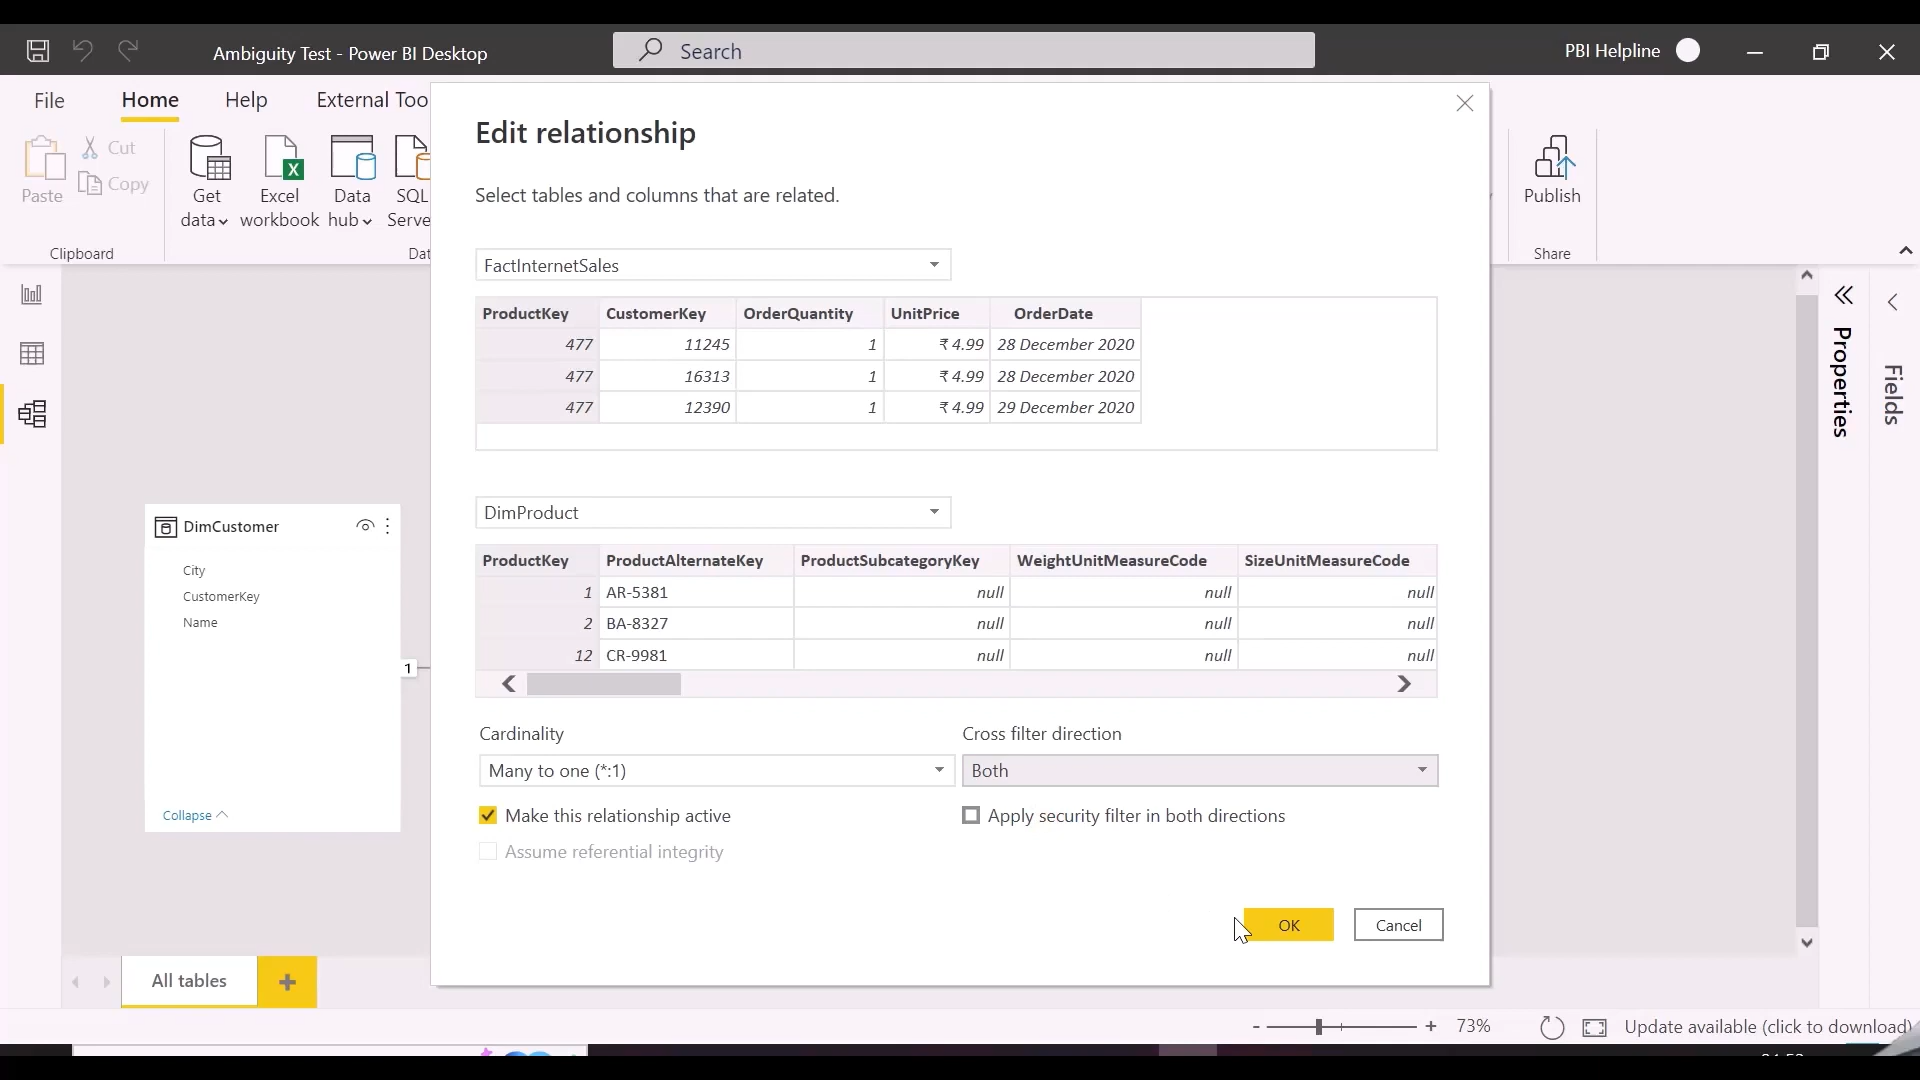 Ambiguity Test - Power BI Desktop
Search
PBI Helpline
File Home Help External Too
Paste
Cut
Copy
Clipboard
Get data
Excel workbook
Data hub
SQL Serve
Dat
Publish
Share
Edit relationship
Select tables and columns that are related.
FactInternetSales
ProductKey CustomerKey OrderQuantity UnitPrice OrderDate
477 11245 1 ₹ 4.99 28 December 2020
477 16313 1 ₹ 4.99 28 December 2020
477 12390 1 ₹ 4.99 29 December 2020
DimProduct
ProductKey ProductAlternateKey ProductSubcategoryKey WeightUnitMeasureCode SizeUnitMeasureCode
1 AR-5381 null null null
2 BA-8327 null null null
12 CR-9981 null null null
Cardinality
Many to one (*:1)
Cross filter direction
Both
Make this relationship active
Apply security filter in both directions
Assume referential integrity
OK
Cancel
DimCustomer
City
CustomerKey
Name
Collapse
1
Properties
Fields
All tables
- + 73%
Update available (click to download)